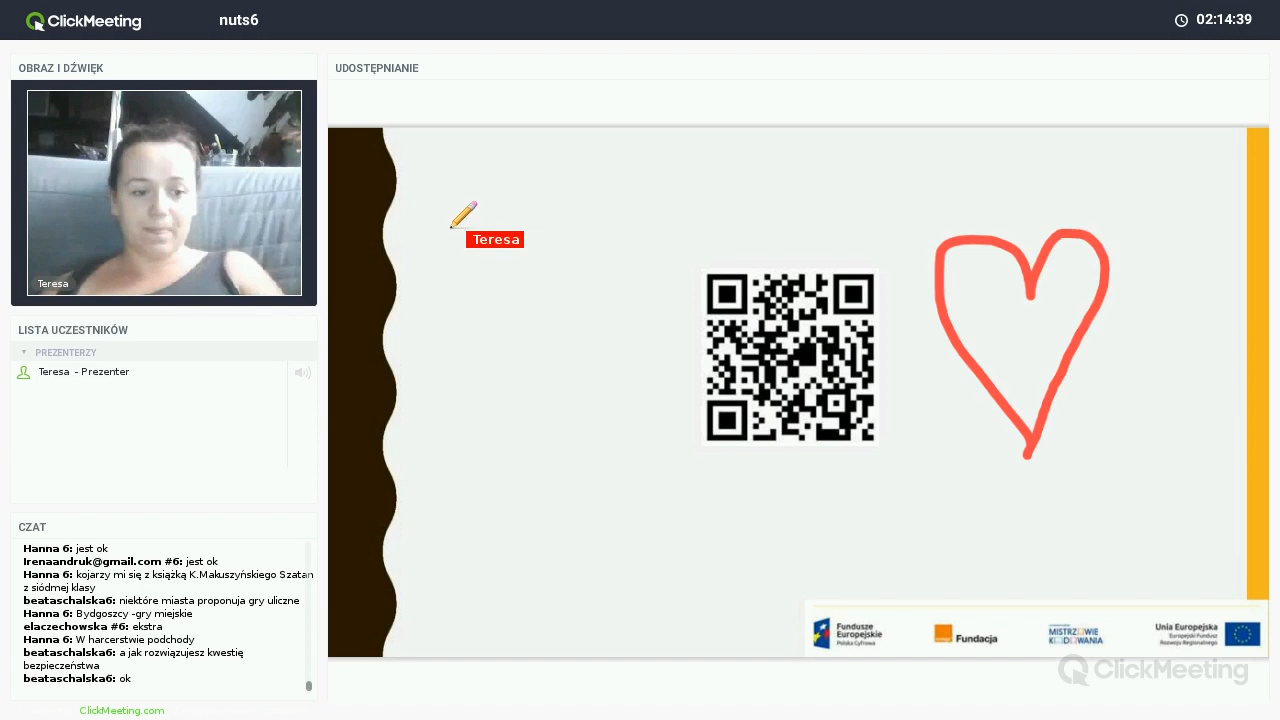 ClickMeeting
nuts6
02:14:39
OBRAZ I DŹWIĘK
Teresa
LISTA UCZESTNIKÓW
PREZENTERZY
Teresa - Prezenter
CZAT
Hanna 6: jest ok
Irenaandruk@gmail.com #6: jest ok
Hanna 6: kojarzy mi się z książką K.Makuszyńskiego Szatan
z siódmej klasy
beataschalska6: niektóre miasta proponuja gry uliczne
Hanna 6: Bydgoszcy -gry miejskie
elaczechowska #6: ekstra
Hanna 6: W harcerstwie podchody
beataschalska6: a jak rozwiązujesz kwestię
bezpieczeństwa
beataschalska6: ok
ClickMeeting.com
UDOSTĘPNIANIE
Teresa
Fundusze
Europejskie
Polska Cyfrowa
Fundacja
MISTRZOWIE
KODOWANIA
Unia Europejska
Europejski Fundusz
Rozwoju Regionalnego
ClickMeeting